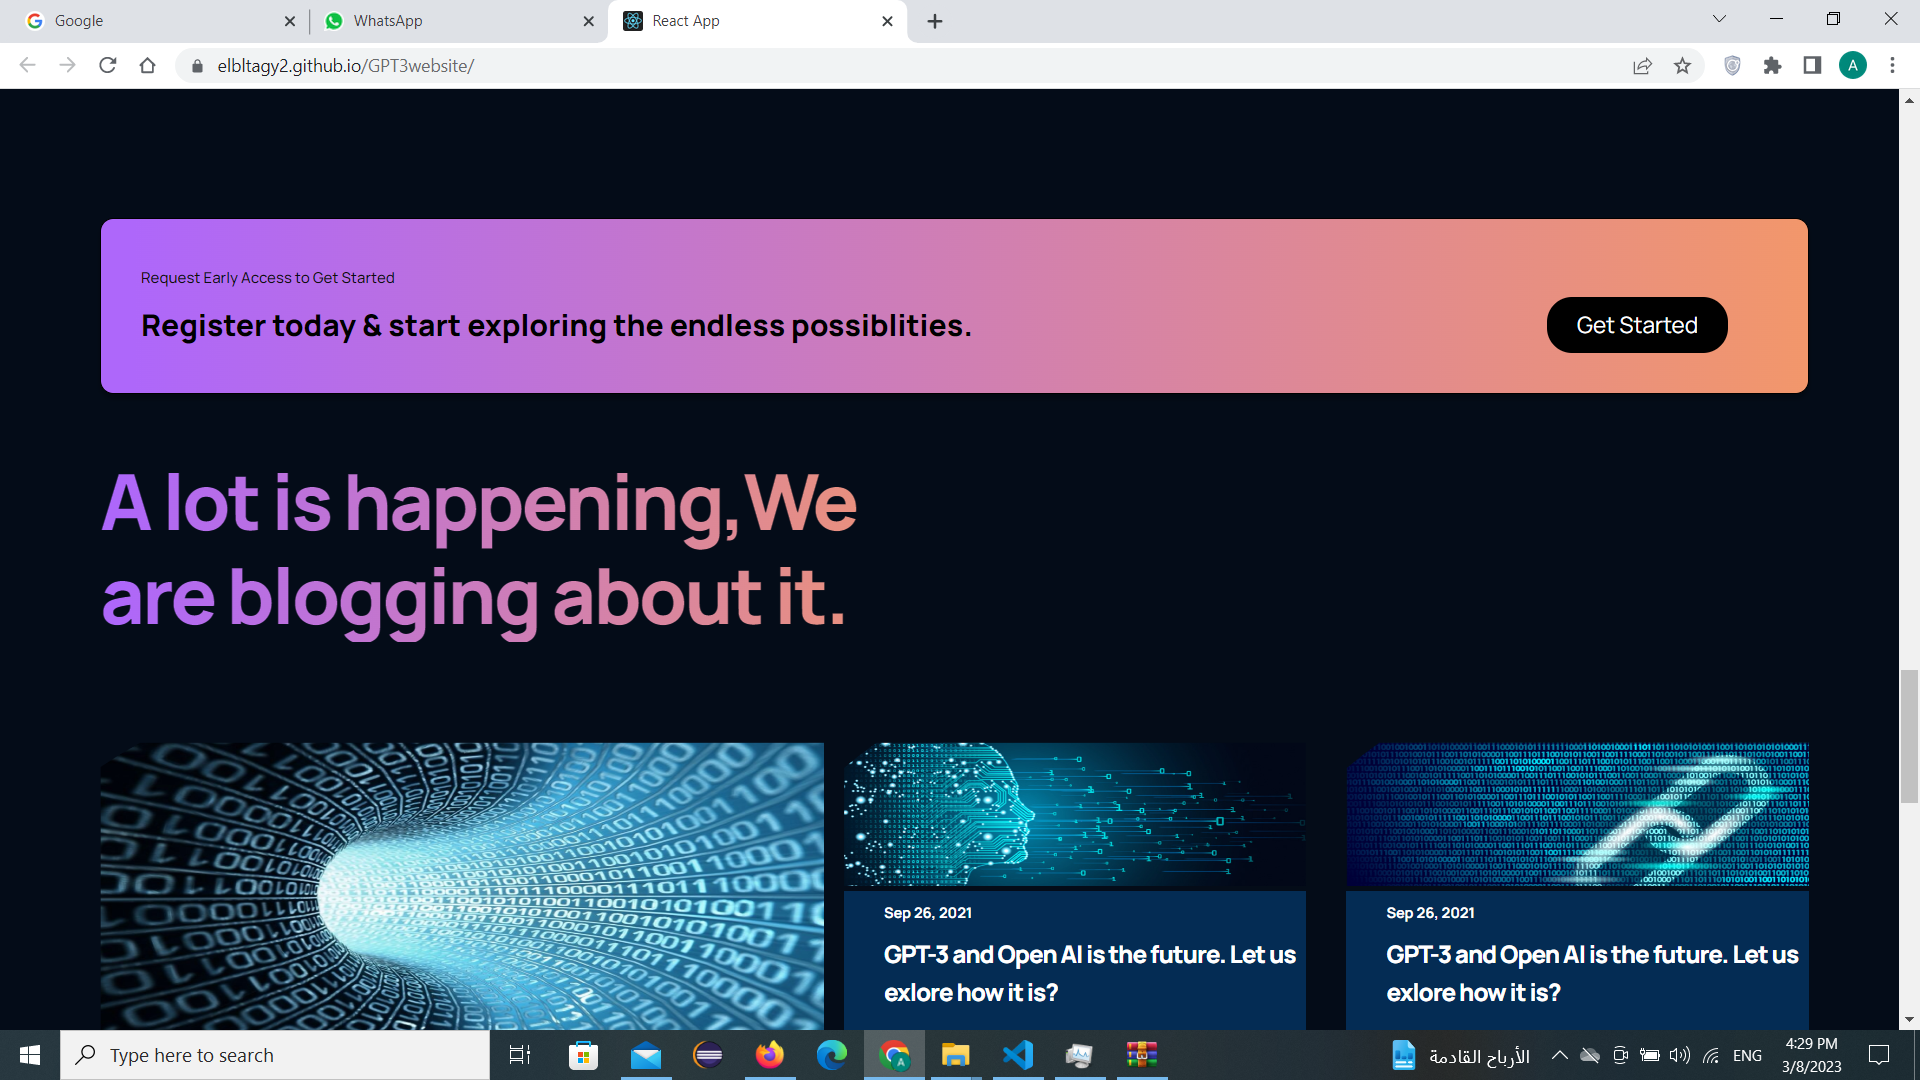 Google
WhatsApp
React App
elbltagy2.github.io/GPT3website/
A
Request Early Access to Get Started
Register today & start exploring the endless possiblities.
Get Started
A lot is happening,We
are blogging about it.
Sep 26, 2021
GPT-3 and Open AI is the future. Let us
exlore how it is?
Sep 26, 2021
GPT-3 and Open AI is the future. Let us
exlore how it is?
Type here to search
الأرباح القادمة
ENG
4:29 PM
3/8/2023